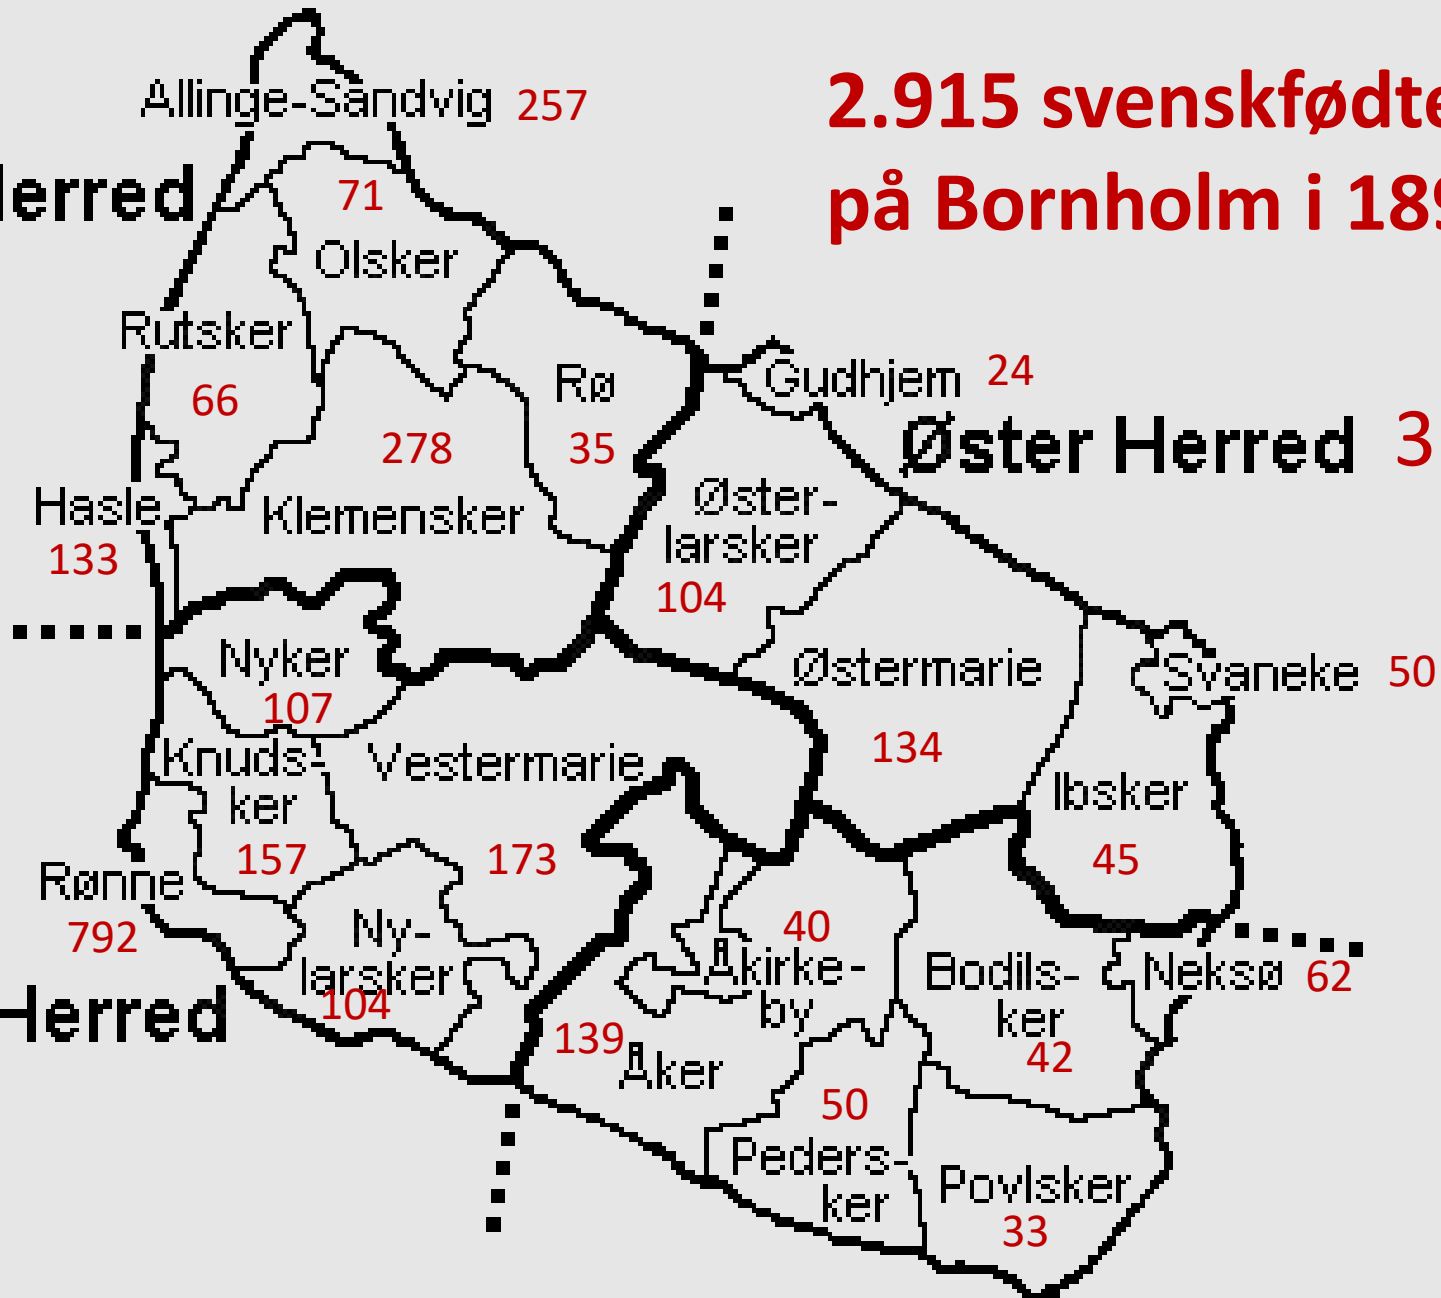 2.915 svenskfødte
på Bornholm i 189
Allinge-Sandvig 257
Herred
71
Olsker
Rutsker
66
Rø
35
Gudhjem 24
Øster Herred 3
278
Klemensker
Hasle
133
Øster-
larsker
104
Nyker
107
Østermarie
134
Svaneke 50
Knuds-
ker
157
Vestermarie
173
Ibsker
45
Rønne
792
Ny-
larsker
104
40
Åkirke-
by
Bodils-
ker
42
Neksø 62
Herred
139
Åker
50
Peders-
ker
Povlsker
33